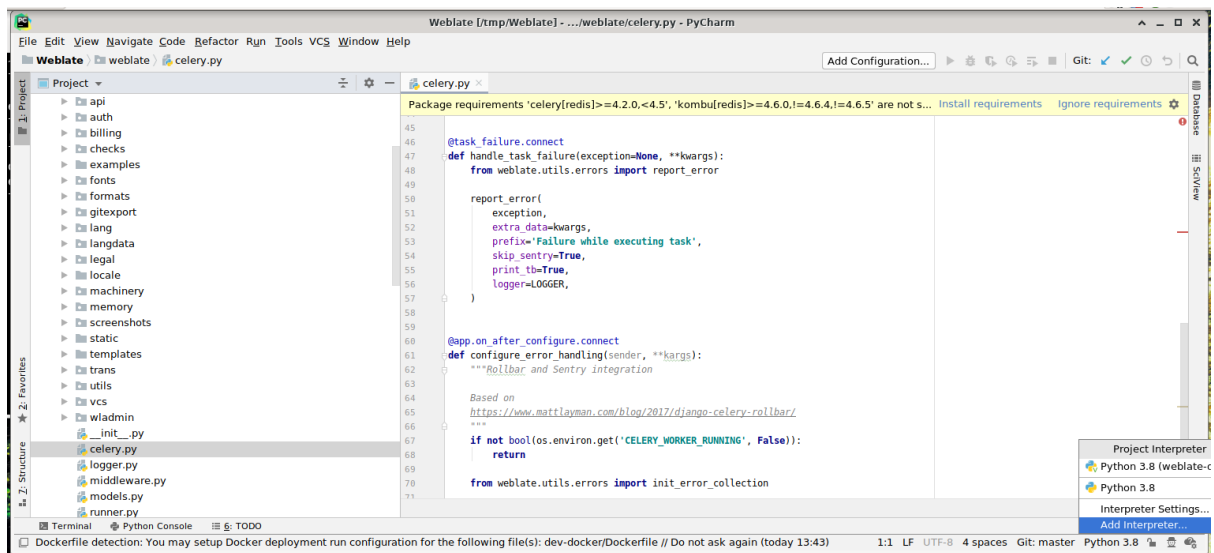 Weblate [/tmp/Weblate] - .../weblate/celery.py - PyCharm
File Edit View Navigate Code Refactor Run Tools VCS Window Help
Weblate weblate celery.py
Add Configuration... Git:
1: Project
Project
celery.py
Database
SciView
Package requirements 'celery[redis]>=4.2.0,<4.5', 'kombu[redis]>=4.6.0,!=4.6.4,!=4.6.5' are not s... Install requirements Ignore requirements
api
auth
billing
checks
examples
fonts
formats
gitexport
lang
langdata
legal
locale
machinery
memory
screenshots
static
templates
trans
utils
vcs
wladmin
__init__.py
celery.py
logger.py
middleware.py
models.py
runner.py
2: Favorites
7: Structure
45
46 @task_failure.connect
47 def handle_task_failure(exception=None, **kwargs):
48 from weblate.utils.errors import report_error
49
50 report_error(
51 exception,
52 extra_data=kwargs,
53 prefix='Failure while executing task',
54 skip_sentry=True,
55 print_tb=True,
56 logger=LOGGER,
57 )
58
59
60 @app.on_after_configure.connect
61 def configure_error_handling(sender, **kargs):
62 """Rollbar and Sentry integration
63
64 Based on
65 https://www.mattlayman.com/blog/2017/django-celery-rollbar/
66 """
67 if not bool(os.environ.get('CELERY_WORKER_RUNNING', False)):
68 return
69
70 from weblate.utils.errors import init_error_collection
71
Project Interpreter
Python 3.8 (weblate-
Python 3.8
Interpreter Settings...
Add Interpreter...
Terminal Python Console 6: TODO
Dockerfile detection: You may setup Docker deployment run configuration for the following file(s): dev-docker/Dockerfile // Do not ask again (today 13:43) 1:1 LF UTF-8 4 spaces Git: master Python 3.8